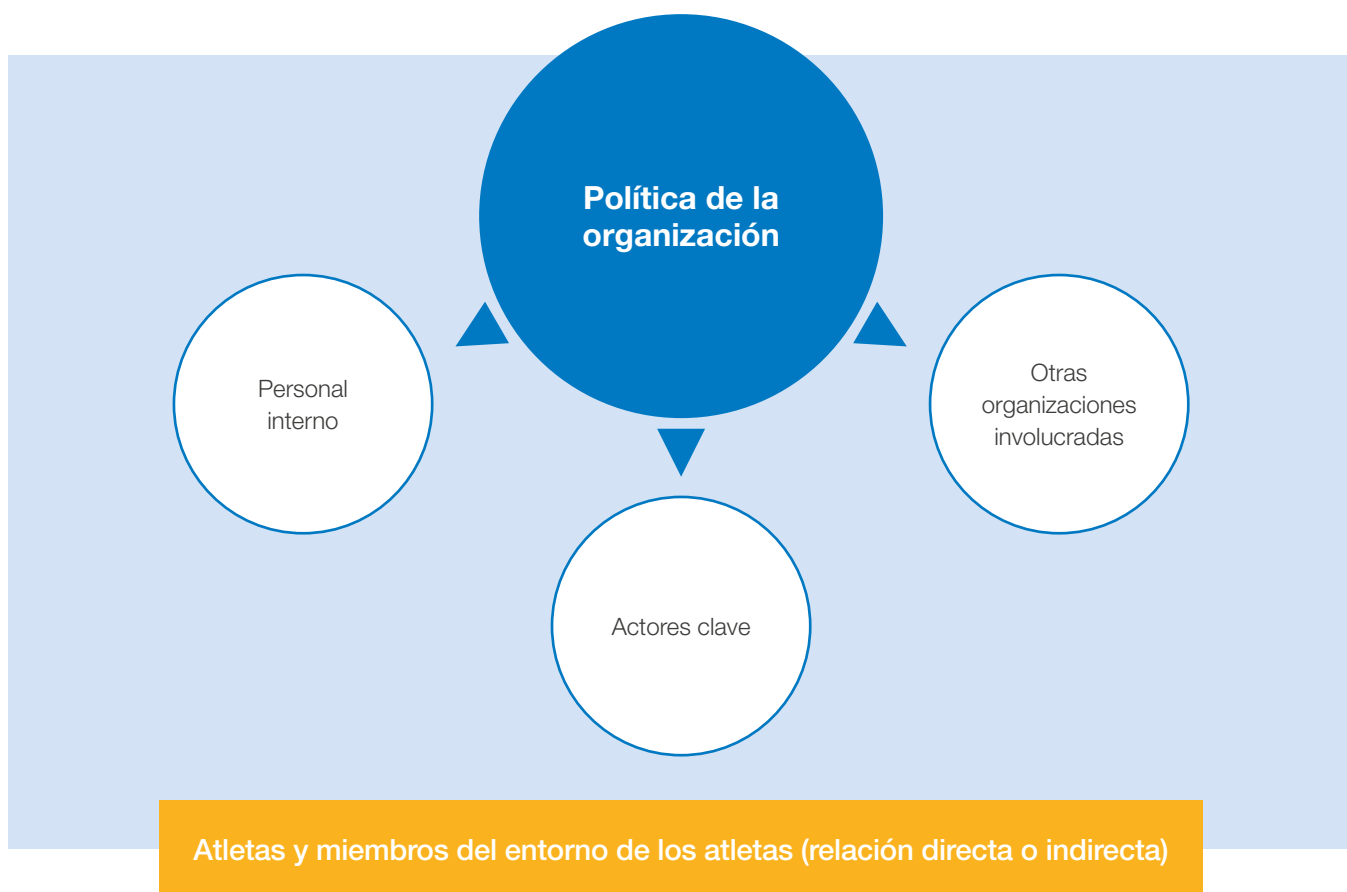 Política de la
organización
Personal
interno
Otras
organizaciones
involucradas
Actores clave
Atletas y miembros del entorno de los atletas (relación directa o indirecta)